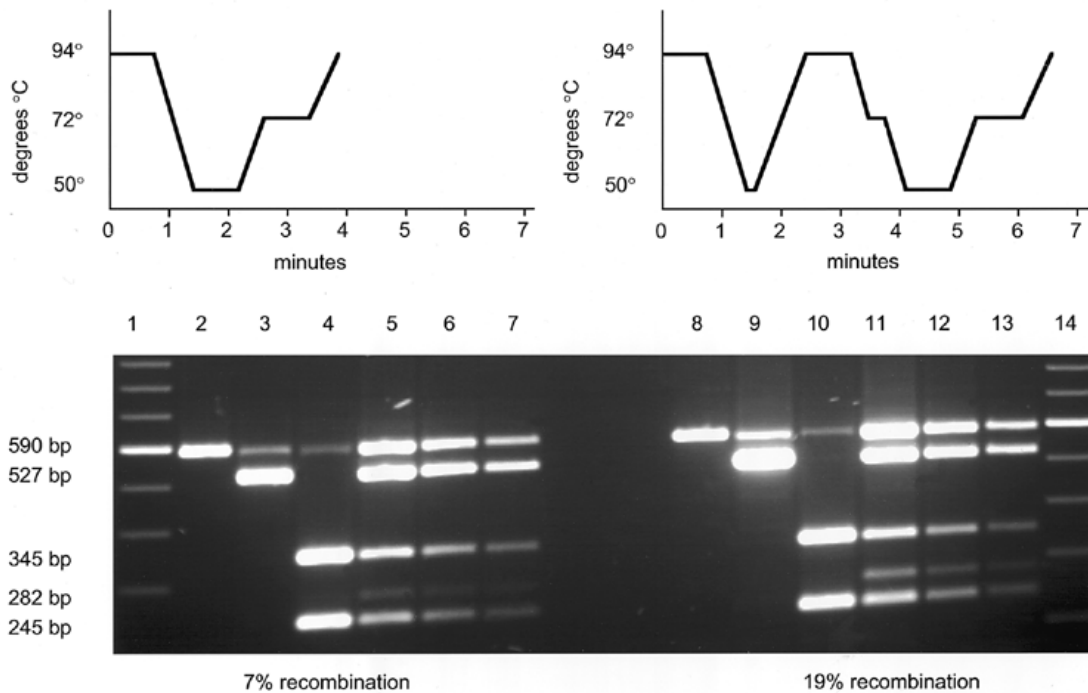 94°
72°
50°
degrees °C
0 1 2 3 4 5 6 7
minutes
94°
72°
50°
degrees °C
0 1 2 3 4 5 6 7
minutes
1 2 3 4 5 6 7 8 9 10 11 12 13 14
590 bp
527 bp
345 bp
282 bp
245 bp
7% recombination
19% recombination